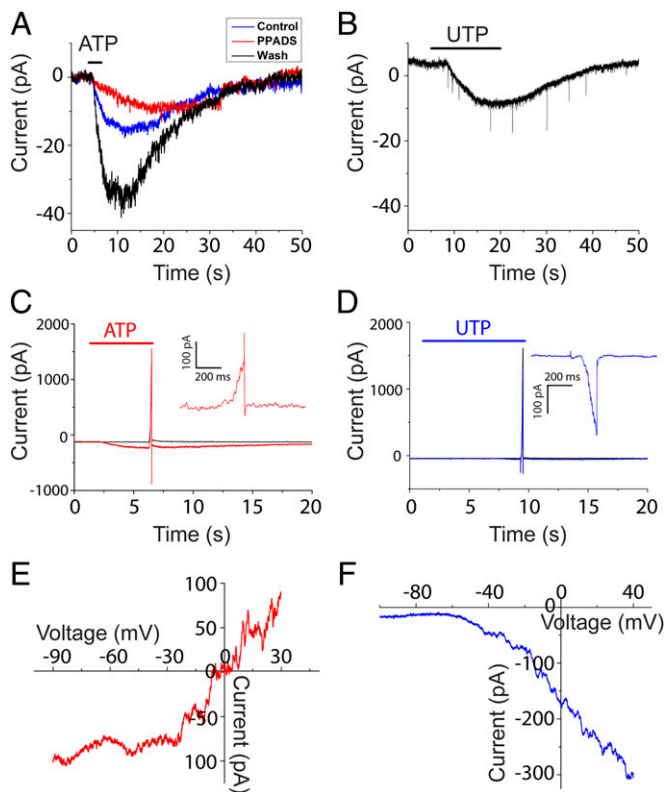 A
ATP
Control
PPADS
Wash
Current (pA)
0
-20
-40
0 10 20 30 40 50
Time (s)
B
UTP
Current (pA)
0
-20
-40
0 10 20 30 40 50
Time (s)
C
ATP
Current (pA)
2000
1000
0
-1000
100 pA
200 ms
0 5 10 15 20
Time (s)
D
UTP
Current (pA)
2000
1500
1000
0
100 pA
200 ms
0 5 10 15 20
Time (s)
E
Voltage (mV)
-90 -60 -30 0 30
100
50
0
-50
100
Current (pA)
F
-80 -40 0 40
Voltage (mV)
0
-100
-200
-300
Current (pA)